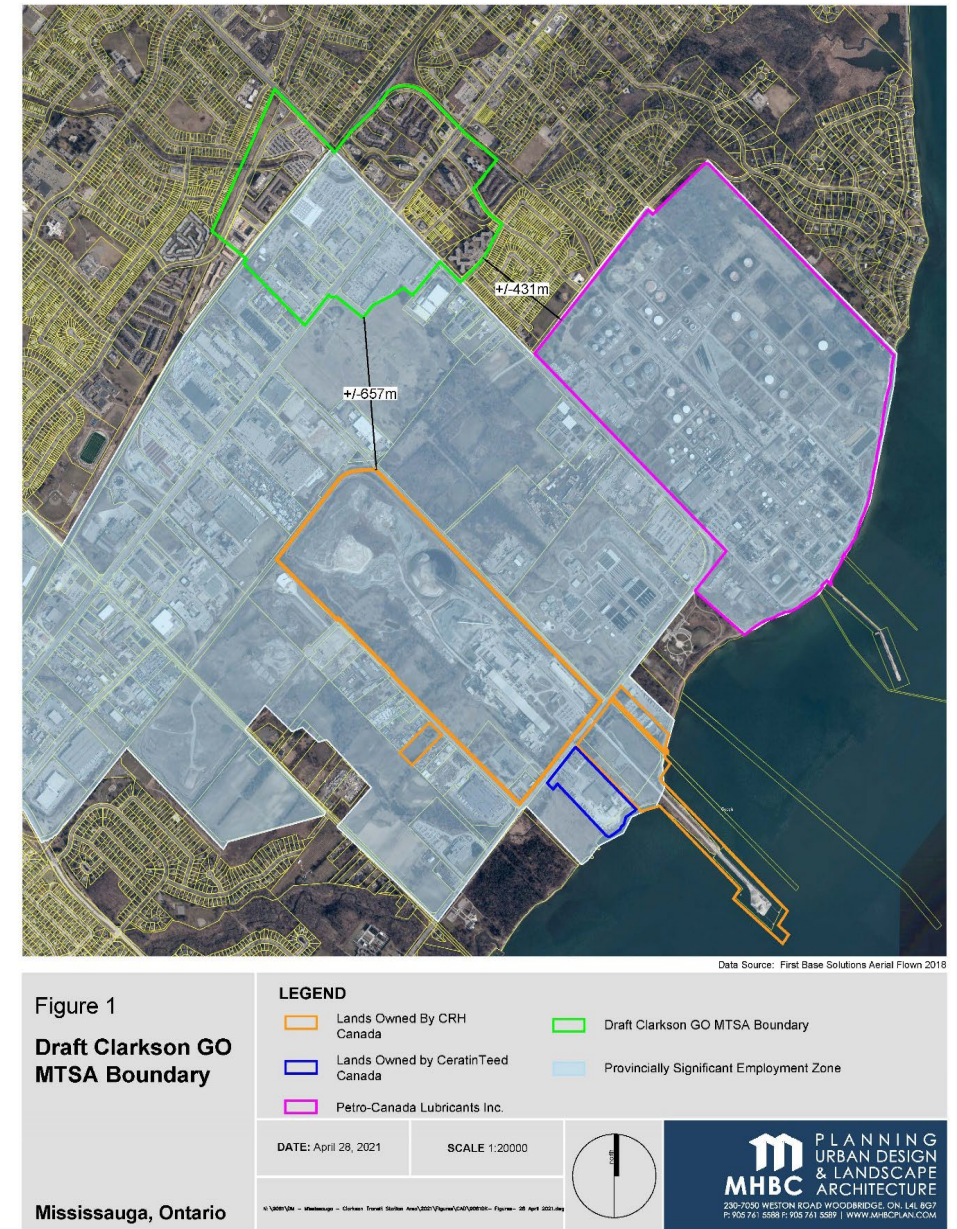 +/-431m
+/-657m
Data Source: First Base Solutions Aerial Flown 2018
Figure 1
Draft Clarkson GO
MTSA Boundary
Mississauga, Ontario
LEGEND
Lands Owned By CRH
Canada
Lands Owned by CeratinTeed
Canada
Petro-Canada Lubricants Inc.
Draft Clarkson GO MTSA Boundary
Provincially Significant Employment Zone
DATE: April 28, 2021
SCALE 1:20000
north
MHBC
PLANNING
URBAN DESIGN
& LANDSCAPE
ARCHITECTURE
230-7050 WESTON ROAD WOODBRIDGE, ON, L4L 8G7
P: 905 761 5588 F: 905 761 5589 | WWW.MHBCPLAN.COM